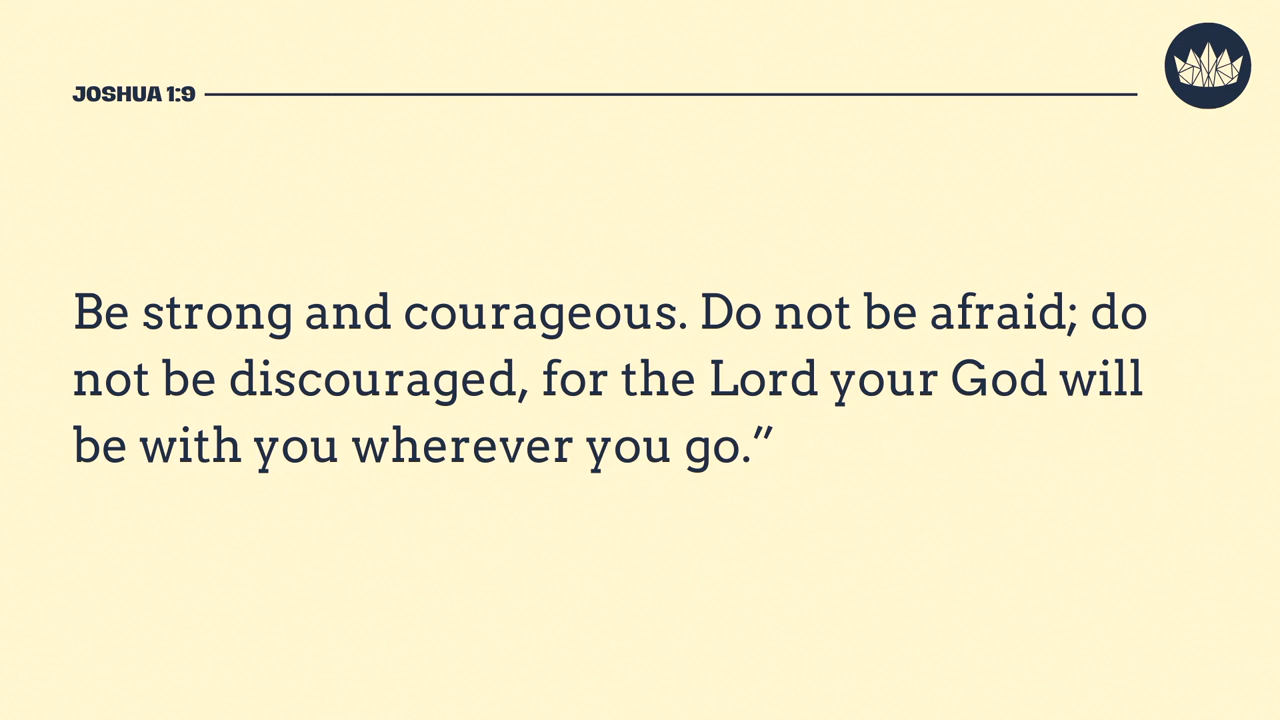 JOSHUA 1:9
Be strong and courageous. Do not be afraid; do
not be discouraged, for the Lord your God will
be with you wherever you go.”